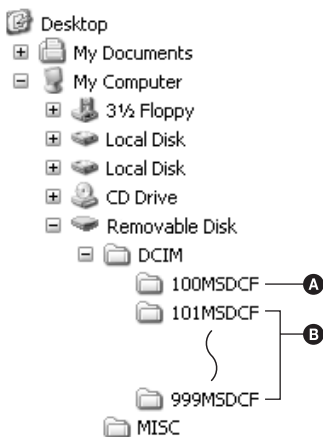 Desktop
My Documents
My Computer
3½ Floppy
Local Disk
Local Disk
CD Drive
Removable Disk
DCIM
100MSDCF A
101MSDCF
B
999MSDCF
MISC